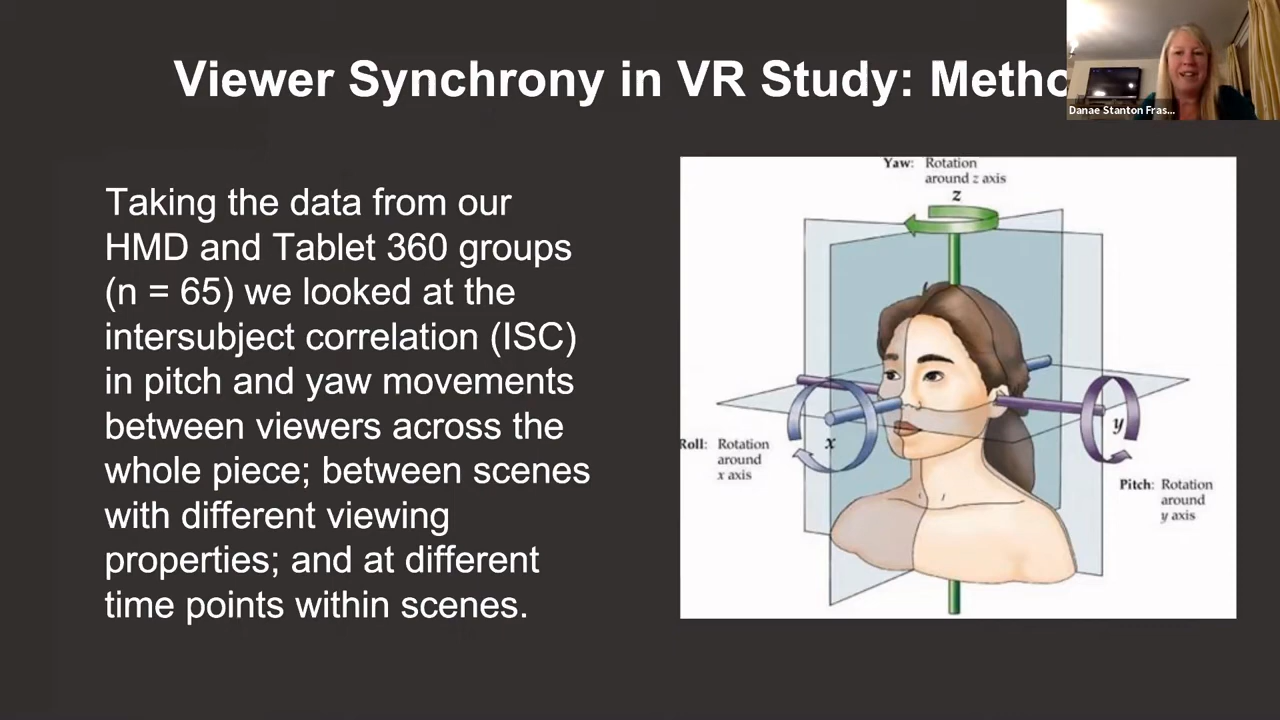 Viewer Synchrony in VR Study: Metho
Danae Stanton Fras...
Taking the data from our
HMD and Tablet 360 groups
(n = 65) we looked at the
intersubject correlation (ISC)
in pitch and yaw movements
between viewers across the
whole piece; between scenes
with different viewing
properties; and at different
time points within scenes.
Yaw: Rotation
around z axis
z
x
y
Roll: Rotation
around
x axis
Pitch: Rotation
around
y axis